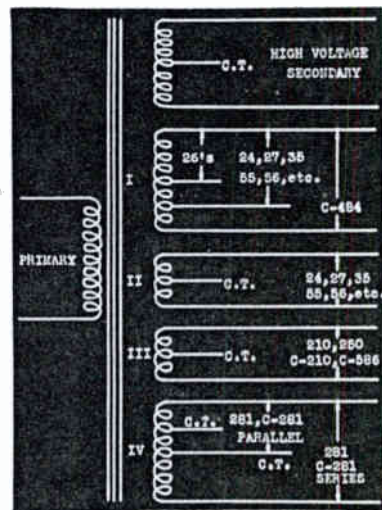 HIGH VOLTAGE
C.T. SECONDARY
26's 24,27,35
I 55,56,etc.
C-484
PRIMARY
II C.T. 24,27,35
55,56,etc.
III C.T. 210,250
C-210,C-586
C.T. 281,C-281
PARALLEL
IV C.T. 281
C-281
SERIES